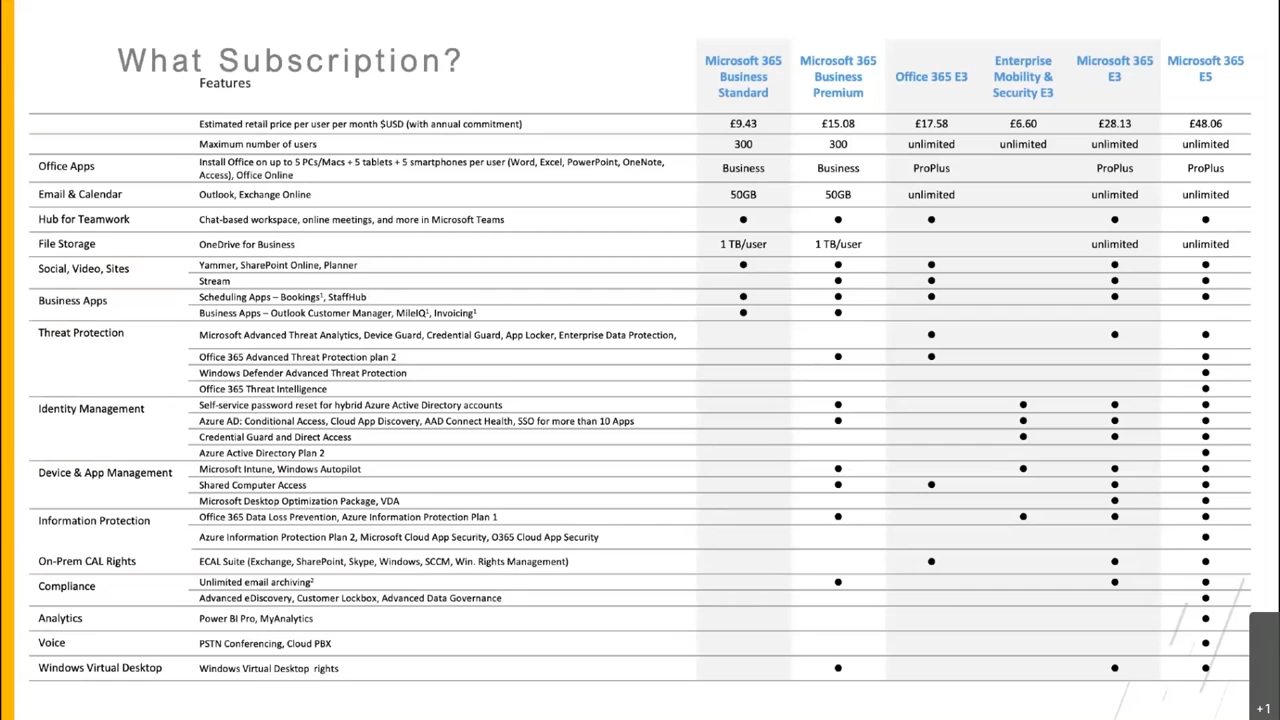 What Subscription?
Features
Microsoft 365 Business Standard
Microsoft 365 Business Premium
Office 365 E3
Enterprise Mobility & Security E3
Microsoft 365 E3
Microsoft 365 E5
Estimated retail price per user per month $USD (with annual commitment) £9.43 £15.08 £17.58 £6.60 £28.13 £48.06
Maximum number of users 300 300 unlimited unlimited unlimited unlimited
Office Apps Install Office on up to 5 PCs/Macs + 5 tablets + 5 smartphones per user (Word, Excel, PowerPoint, OneNote,
Access), Office Online Business Business ProPlus ProPlus ProPlus
Email & Calendar Outlook, Exchange Online 50GB 50GB unlimited unlimited unlimited
Hub for Teamwork Chat-based workspace, online meetings, and more in Microsoft Teams ● ● ● ● ●
File Storage OneDrive for Business 1 TB/user 1 TB/user unlimited unlimited
Social, Video, Sites Yammer, SharePoint Online, Planner ● ● ● ● ●
Stream ● ● ● ●
Business Apps Scheduling Apps – Bookings¹, StaffHub ● ● ● ● ●
Business Apps – Outlook Customer Manager, MileIQ¹, Invoicing¹ ● ●
Threat Protection Microsoft Advanced Threat Analytics, Device Guard, Credential Guard, App Locker, Enterprise Data Protection, ● ● ●
Office 365 Advanced Threat Protection plan 2 ● ● ●
Windows Defender Advanced Threat Protection ●
Office 365 Threat Intelligence ●
Identity Management Self-service password reset for hybrid Azure Active Directory accounts ● ● ● ●
Azure AD: Conditional Access, Cloud App Discovery, AAD Connect Health, SSO for more than 10 Apps ● ● ● ●
Credential Guard and Direct Access ● ● ●
Azure Active Directory Plan 2 ●
Device & App Management Microsoft Intune, Windows Autopilot ● ● ● ●
Shared Computer Access ● ● ● ●
Microsoft Desktop Optimization Package, VDA ● ●
Information Protection Office 365 Data Loss Prevention, Azure Information Protection Plan 1 ● ● ● ●
Azure Information Protection Plan 2, Microsoft Cloud App Security, O365 Cloud App Security ●
On-Prem CAL Rights ECAL Suite (Exchange, SharePoint, Skype, Windows, SCCM, Win. Rights Management) ● ● ●
Compliance Unlimited email archiving² ● ● ●
Advanced eDiscovery, Customer Lockbox, Advanced Data Governance ●
Analytics Power BI Pro, MyAnalytics ●
Voice PSTN Conferencing, Cloud PBX ●
Windows Virtual Desktop Windows Virtual Desktop rights ● ● ●
+1